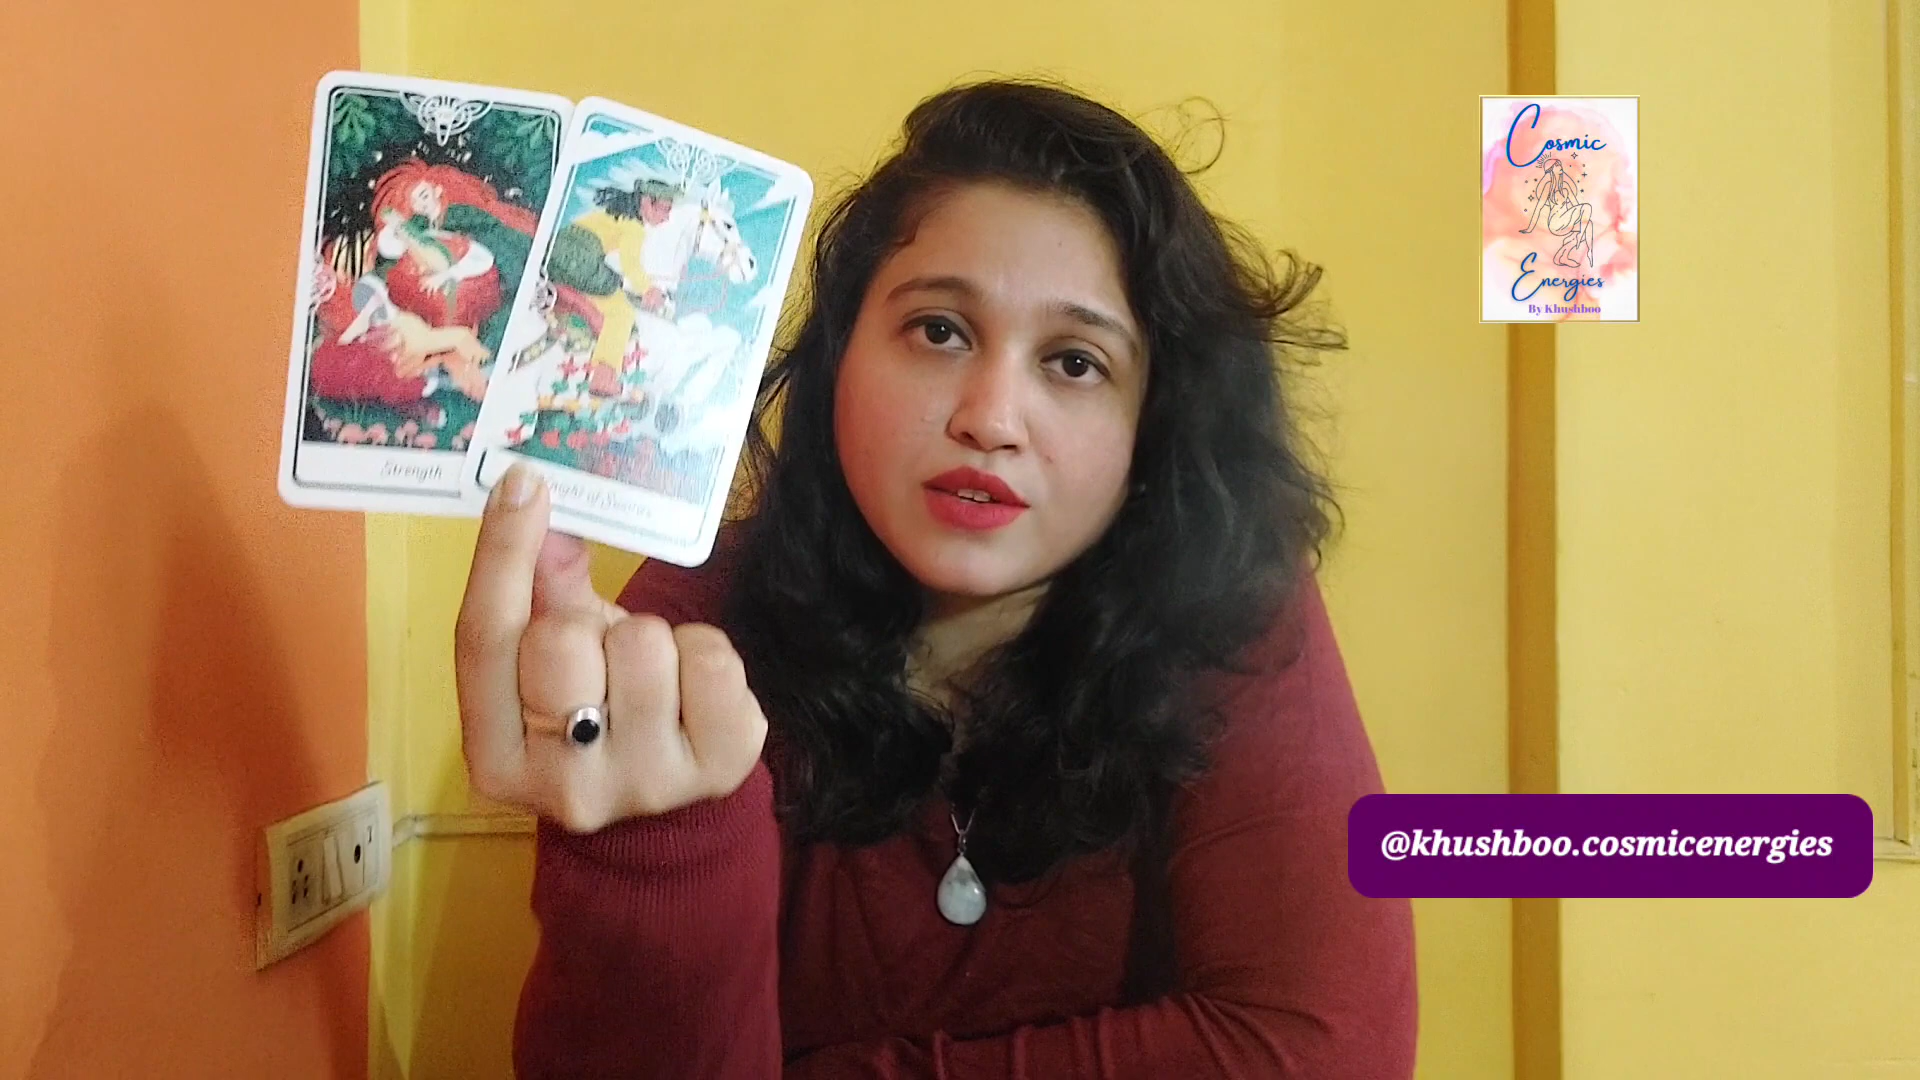 Strength
Knight of Swords
Cosmic
Energies
By Khushboo
@khushboo.cosmicenergies